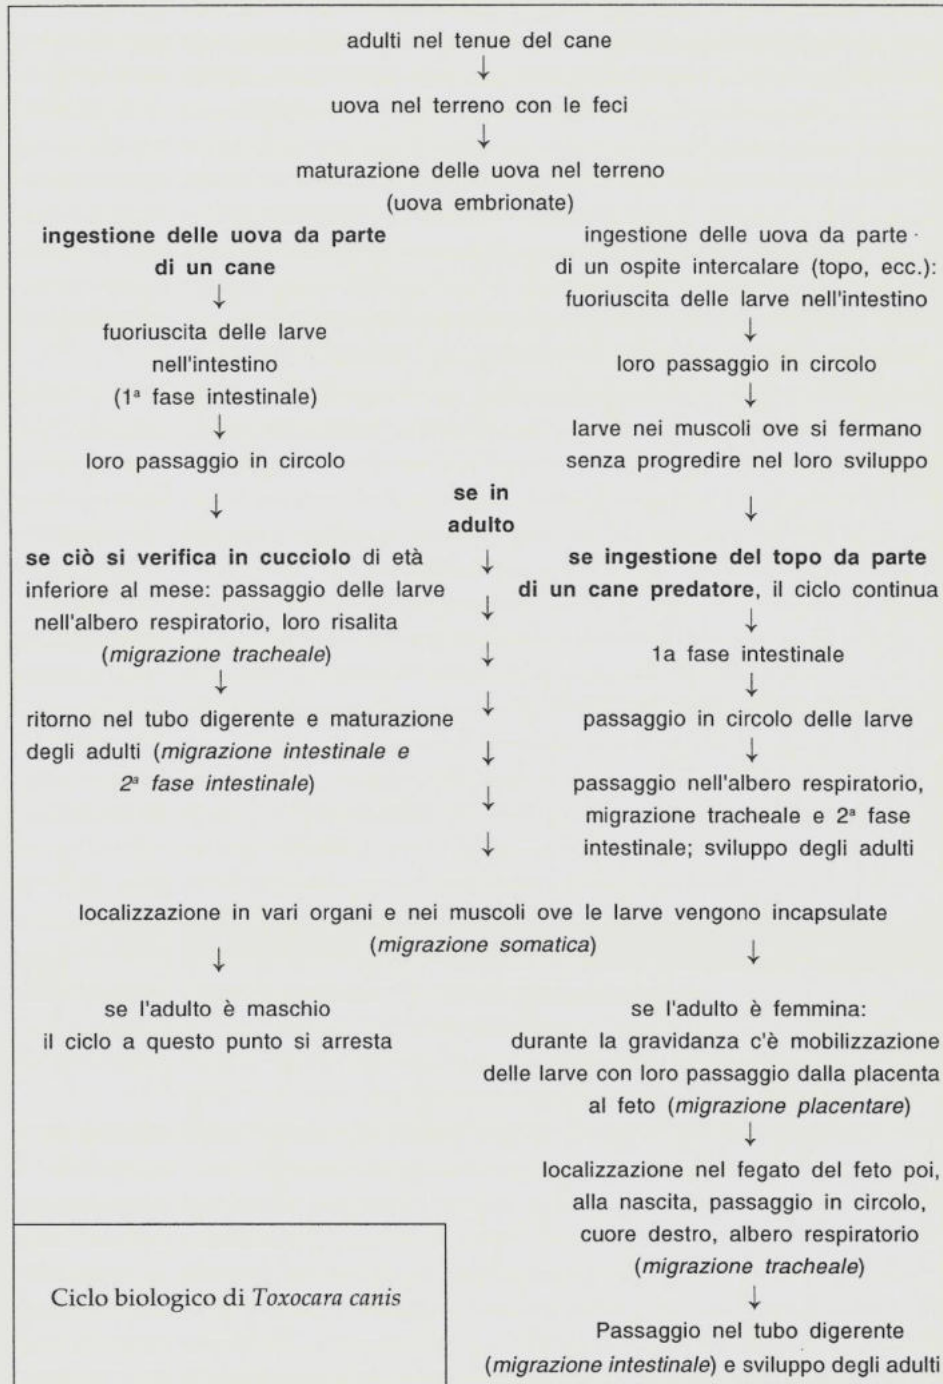 adulti nel tenue del cane
↓
uova nel terreno con le feci
↓
maturazione delle uova nel terreno
(uova embrionate)
ingestione delle uova da parte
di un cane
↓
fuoriuscita delle larve
nell'intestino
(1ª fase intestinale)
↓
loro passaggio in circolo
↓
se ciò si verifica in cucciolo di età
inferiore al mese: passaggio delle larve
nell'albero respiratorio, loro risalita
(migrazione tracheale)
↓
ritorno nel tubo digerente e maturazione
degli adulti (migrazione intestinale e
2ª fase intestinale)
se in
adulto
↓
↓
↓
↓
↓
↓
↓
ingestione delle uova da parte
di un ospite intercalare (topo, ecc.):
fuoriuscita delle larve nell'intestino
↓
loro passaggio in circolo
↓
larve nei muscoli ove si fermano
senza progredire nel loro sviluppo
↓
se ingestione del topo da parte
di un cane predatore, il ciclo continua
↓
1a fase intestinale
↓
passaggio in circolo delle larve
↓
passaggio nell'albero respiratorio,
migrazione tracheale e 2ª fase
intestinale; sviluppo degli adulti
localizzazione in vari organi e nei muscoli ove le larve vengono incapsulate
(migrazione somatica)
↓
se l'adulto è maschio
il ciclo a questo punto si arresta
↓
se l'adulto è femmina:
durante la gravidanza c'è mobilizzazione
delle larve con loro passaggio dalla placenta
al feto (migrazione placentare)
↓
localizzazione nel fegato del feto poi,
alla nascita, passaggio in circolo,
cuore destro, albero respiratorio
(migrazione tracheale)
↓
Passaggio nel tubo digerente
(migrazione intestinale) e sviluppo degli adulti
Ciclo biologico di Toxocara canis